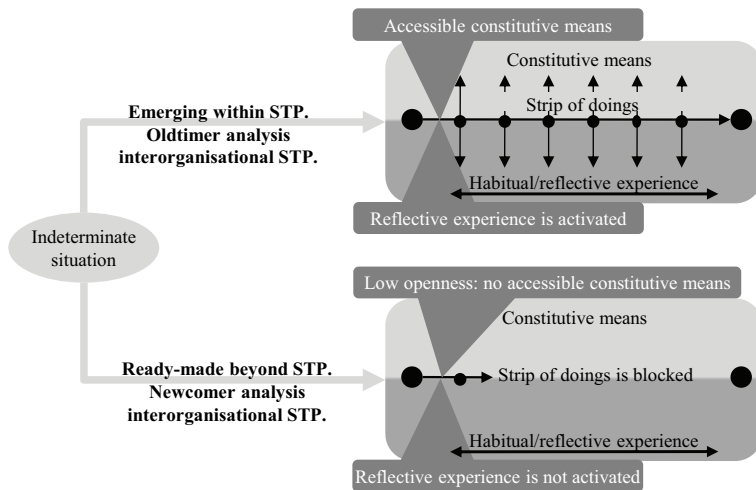 Accessible constitutive means
Constitutive means
Emerging within STP.
Oldtimer analysis
interorganisational STP.
Strip of doings
Habitual/reflective experience
Reflective experience is activated
Indeterminate
situation
Low openness: no accessible constitutive means
Constitutive means
Ready-made beyond STP.
Newcomer analysis
interorganisational STP.
Strip of doings is blocked
Habitual/reflective experience
Reflective experience is not activated